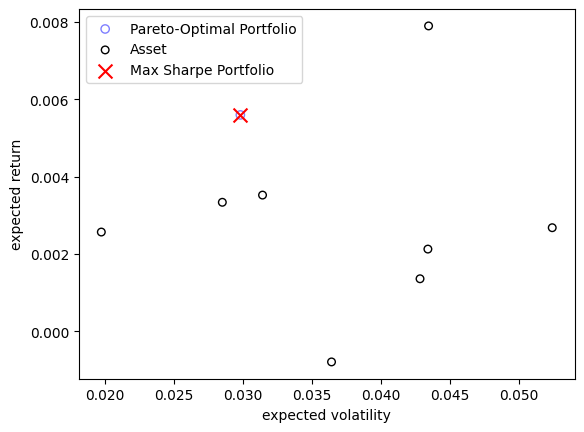 Pareto-Optimal Portfolio
Asset
Max Sharpe Portfolio
expected return
0.008
0.006
0.004
0.002
0.000
0.020 0.025 0.030 0.035 0.040 0.045 0.050
expected volatility